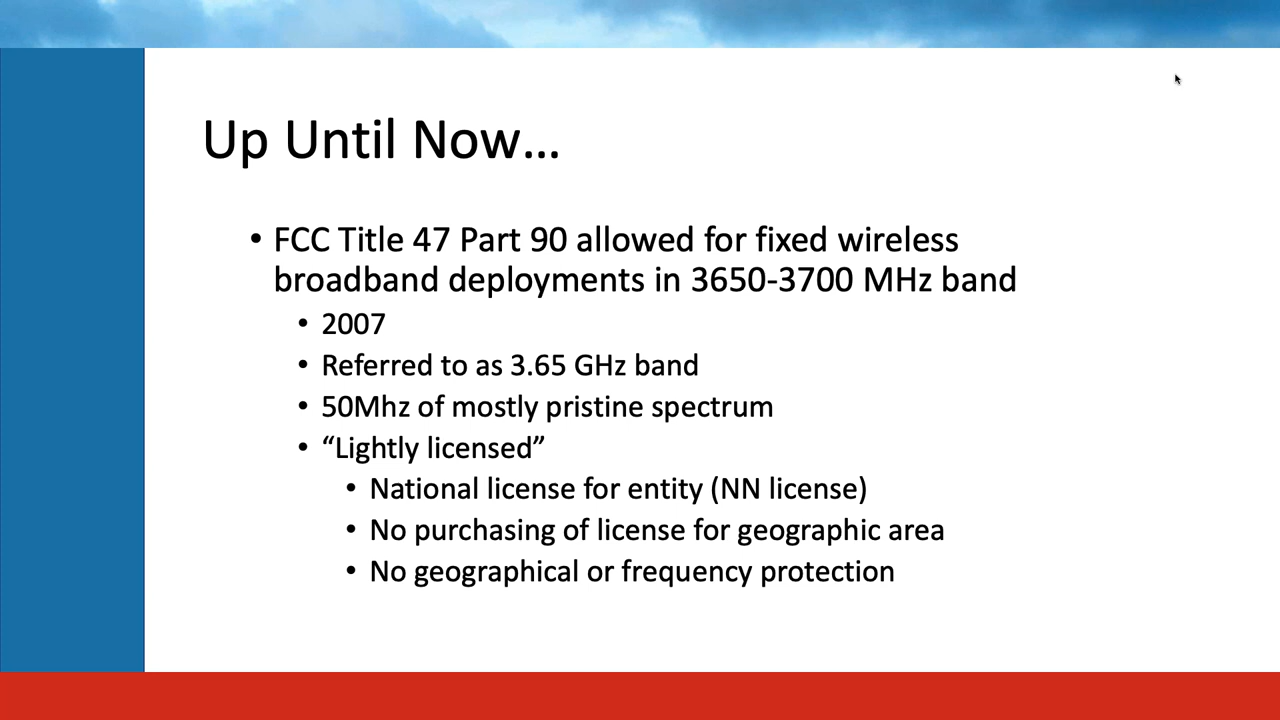 Up Until Now…
• FCC Title 47 Part 90 allowed for fixed wireless
broadband deployments in 3650-3700 MHz band
• 2007
• Referred to as 3.65 GHz band
• 50Mhz of mostly pristine spectrum
• “Lightly licensed”
• National license for entity (NN license)
• No purchasing of license for geographic area
• No geographical or frequency protection